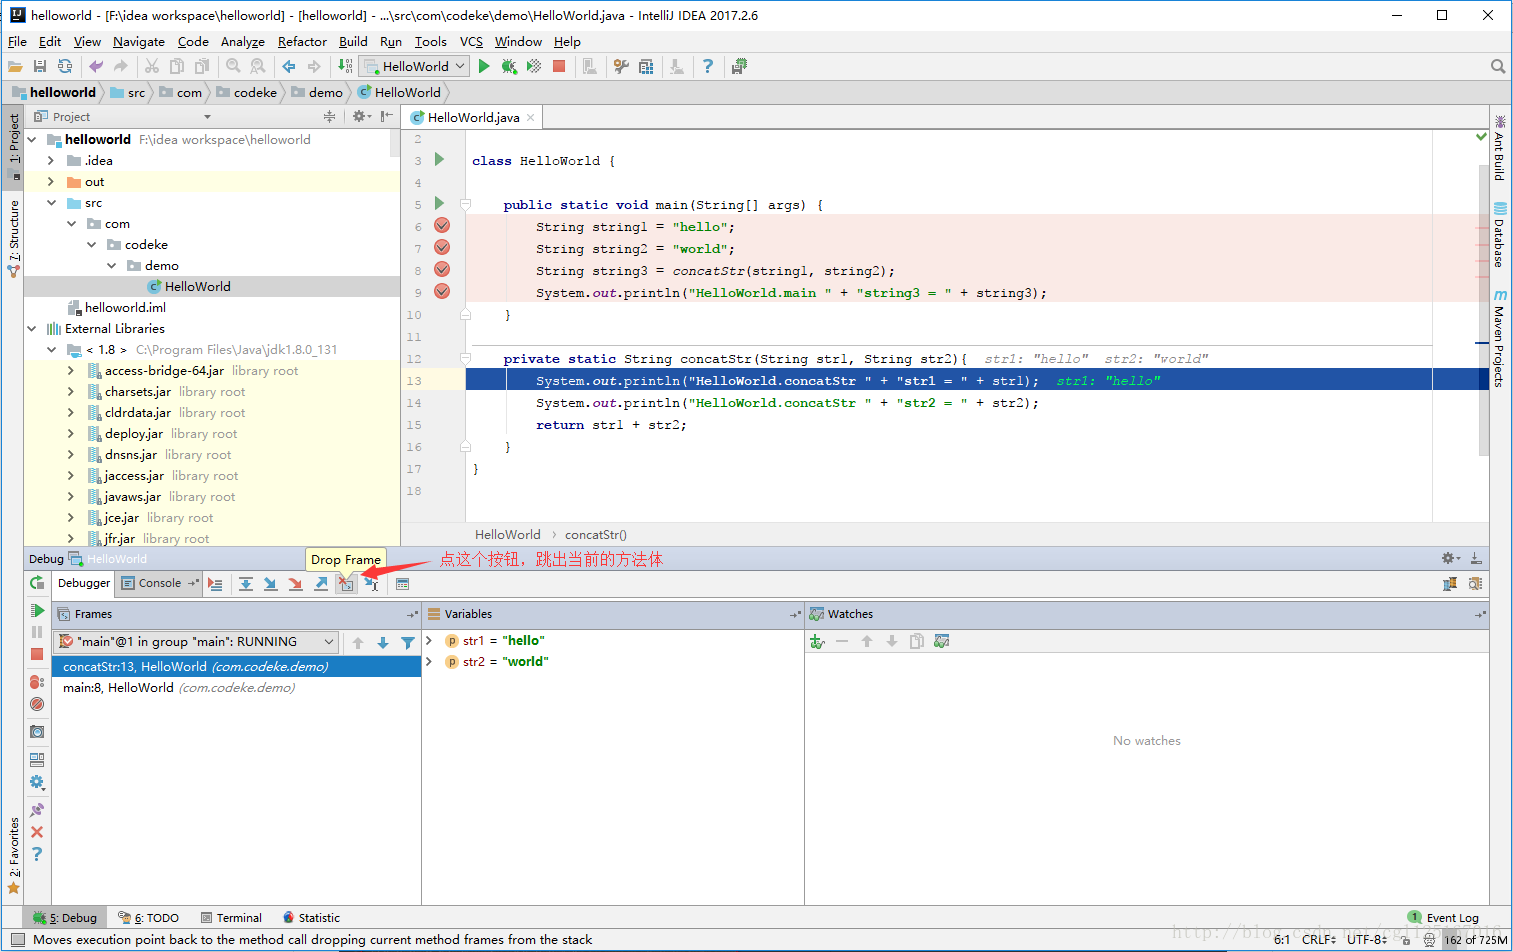 helloworld - [F:\idea workspace\helloworld] - [helloworld] - ...\src\com\codeke\demo\HelloWorld.java - IntelliJ IDEA 2017.2.6
File Edit View Navigate Code Analyze Refactor Build Run Tools VCS Window Help
HelloWorld
helloworld src com codeke demo HelloWorld
1: Project
7: Structure
2: Favorites
Project
helloworld F:\idea workspace\helloworld
.idea
out
src
com
codeke
demo
HelloWorld
helloworld.iml
External Libraries
< 1.8 > C:\Program Files\Java\jdk1.8.0_131
access-bridge-64.jar library root
charsets.jar library root
cldrdata.jar library root
deploy.jar library root
dnsns.jar library root
jaccess.jar library root
javaws.jar library root
jce.jar library root
jfr.jar library root
HelloWorld.java
2
3 class HelloWorld {
4
5 public static void main(String[] args) {
6 String string1 = "hello";
7 String string2 = "world";
8 String string3 = concatStr(string1, string2);
9 System.out.println("HelloWorld.main " + "string3 = " + string3);
10 }
11
12 private static String concatStr(String str1, String str2){ str1: "hello" str2: "world"
13 System.out.println("HelloWorld.concatStr " + "str1 = " + str1); str1: "hello"
14 System.out.println("HelloWorld.concatStr " + "str2 = " + str2);
15 return str1 + str2;
16 }
17 }
18
HelloWorld > concatStr()
Ant Build
Database
Maven Projects
Debug HelloWorld
Drop Frame
点这个按钮，跳出当前的方法体
Debugger Console
Frames
"main"@1 in group "main": RUNNING
concatStr:13, HelloWorld (com.codeke.demo)
main:8, HelloWorld (com.codeke.demo)
Variables
str1 = "hello"
str2 = "world"
Watches
No watches
5: Debug 6: TODO Terminal Statistic
1 Event Log
Moves execution point back to the method call dropping current method frames from the stack
6:1 CRLF UTF-8 162 of 725M